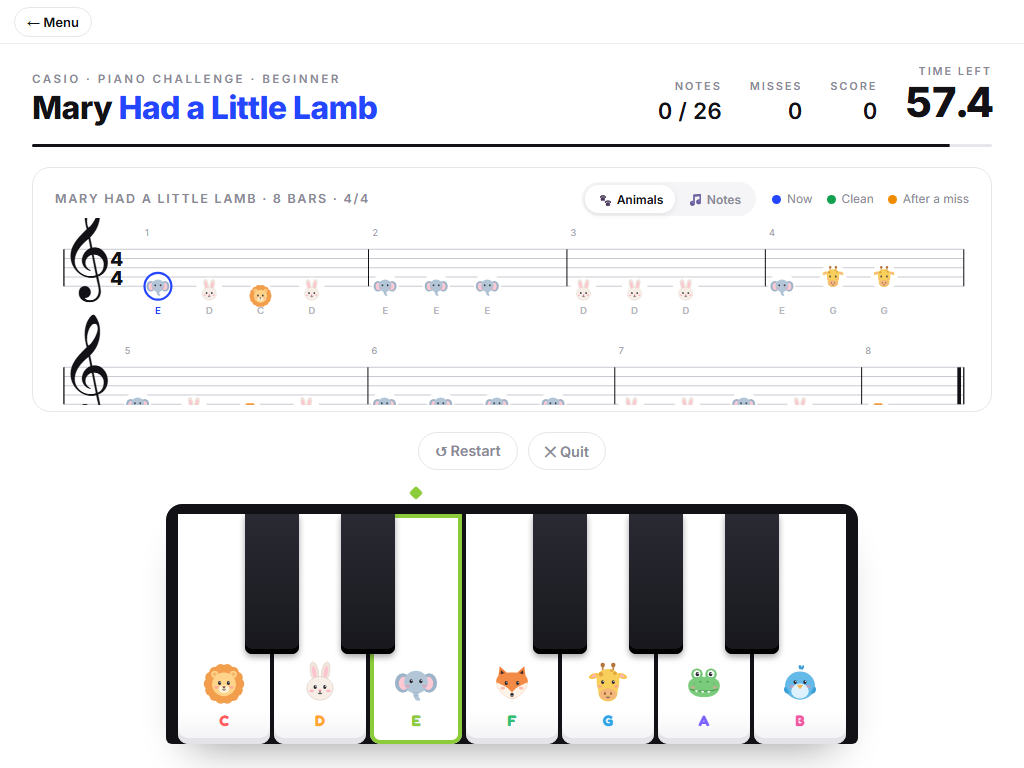 ← Menu
CASIO · PIANO CHALLENGE · BEGINNER
Mary Had a Little Lamb
NOTES
0 / 26
MISSES
0
SCORE
0
TIME LEFT
57.4
MARY HAD A LITTLE LAMB · 8 BARS · 4/4
Animals
Notes
Now
Clean
After a miss
1 2 3 4
4
4
E D C D E E E D D D E G G
5 6 7 8
↺ Restart
✕ Quit
C D E F G A B